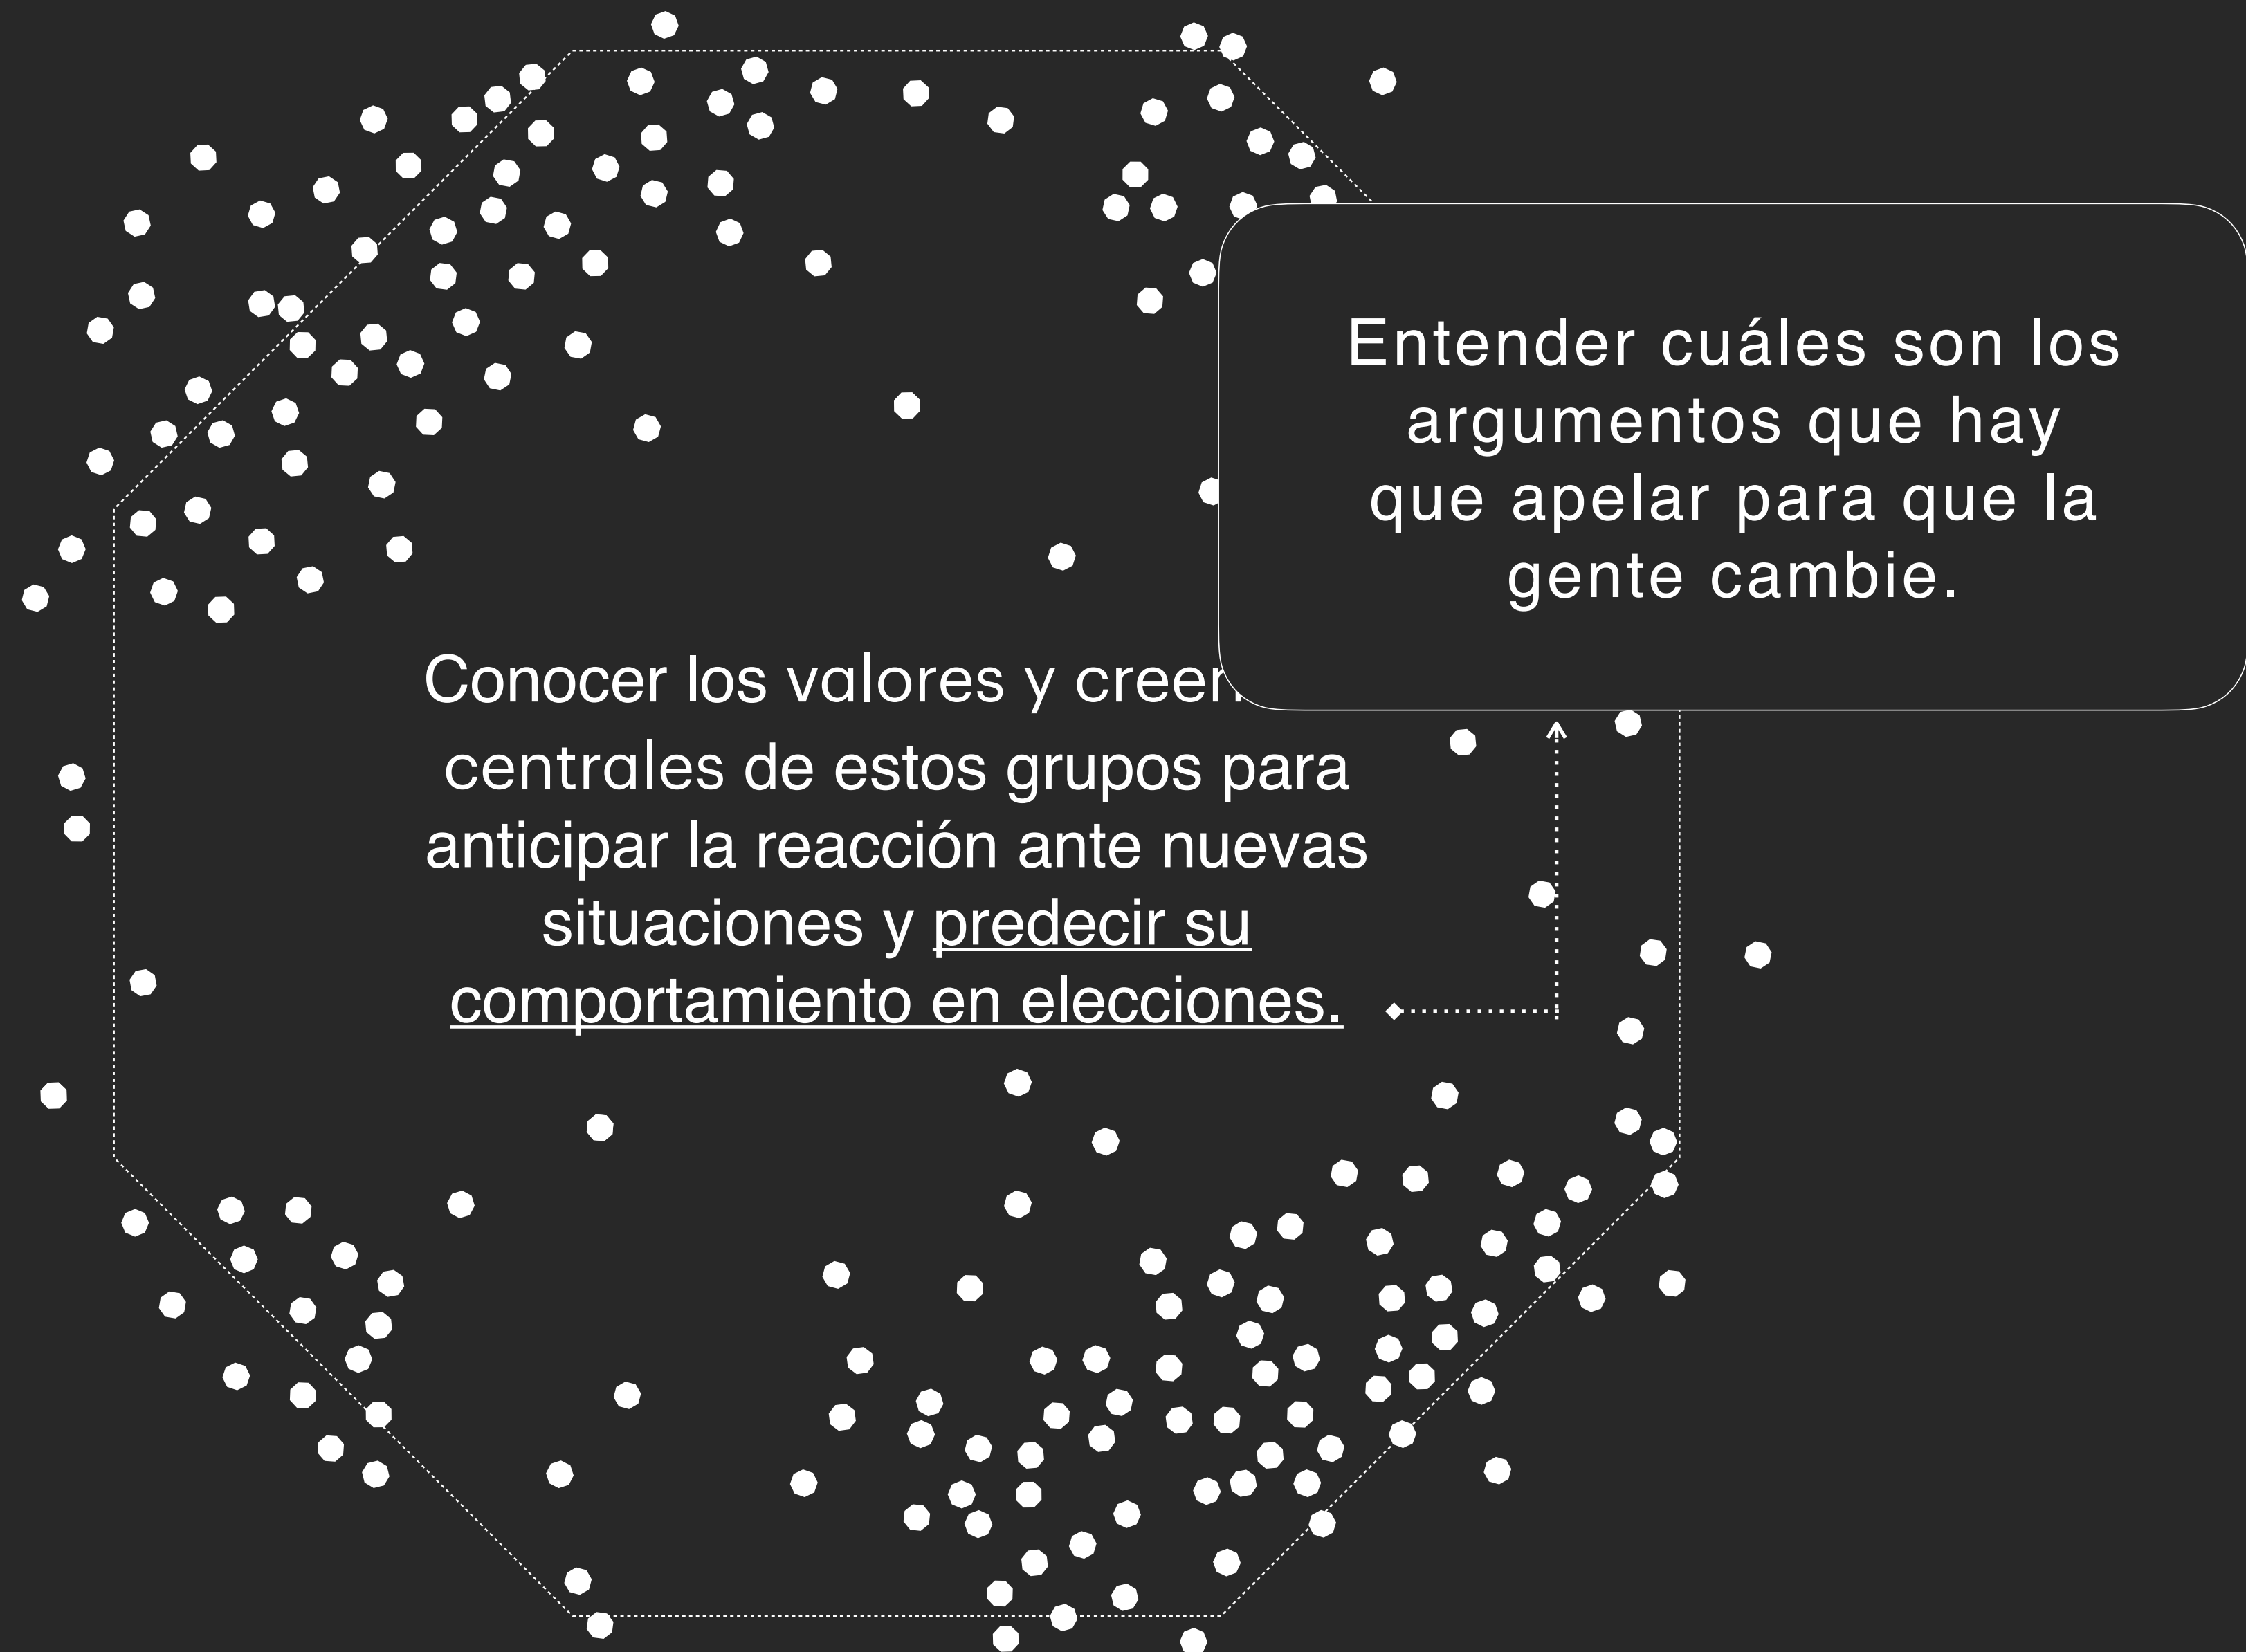 Entender cuáles son los
argumentos que hay
que apelar para que la
gente cambie.
Conocer los valores y
centrales de estos grupos para
anticipar la reacción ante nuevas
situaciones y predecir su
comportamiento en elecciones.